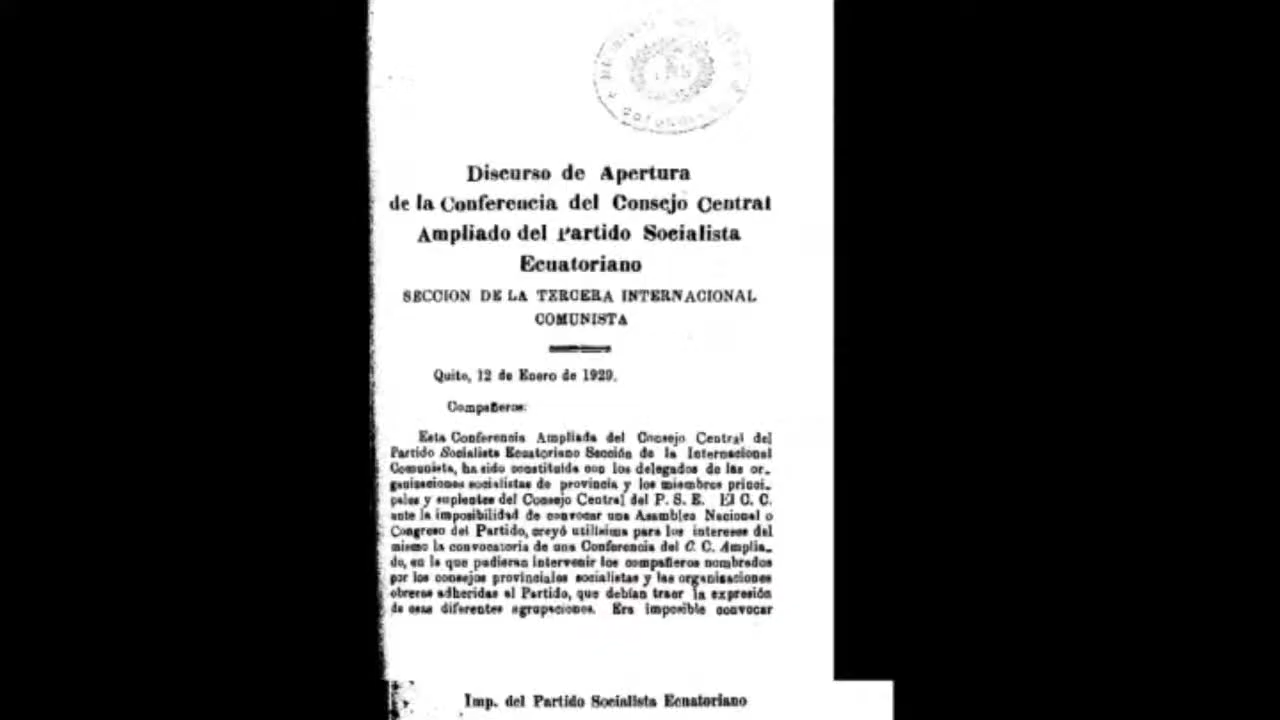 Discurso de Apertura
de la Conferencia del Consejo Central
Ampliado del Partido Socialista
Ecuatoriano
SECCION DE LA TERCERA INTERNACIONAL
COMUNISTA
Quito, 12 de Enero de 1929.
Compañeros:
Esta Conferencia Ampliada del Consejo Central del
Partido Socialista Ecuatoriano Sección de la Internacional
Comunista, ha sido constituida con los delegados de las or-
ganizaciones socialistas de provincia y los miembros princi-
pales y suplentes del Consejo Central del P. S. E. El C. C.
ante la imposibilidad de convocar una Asamblea Nacional o
Congreso del Partido, creyó utilísima para los intereses del
mismo la convocatoria de una Conferencia del C. C. Amplia-
do, en la que pudieran intervenir los compañeros nombrados
por los consejos provinciales socialistas y las organizaciones
obreras adheridas al Partido, que debían traer la expresión
de esas diferentes agrupaciones. Era imposible convocar
Imp. del Partido Socialista Ecuatoriano